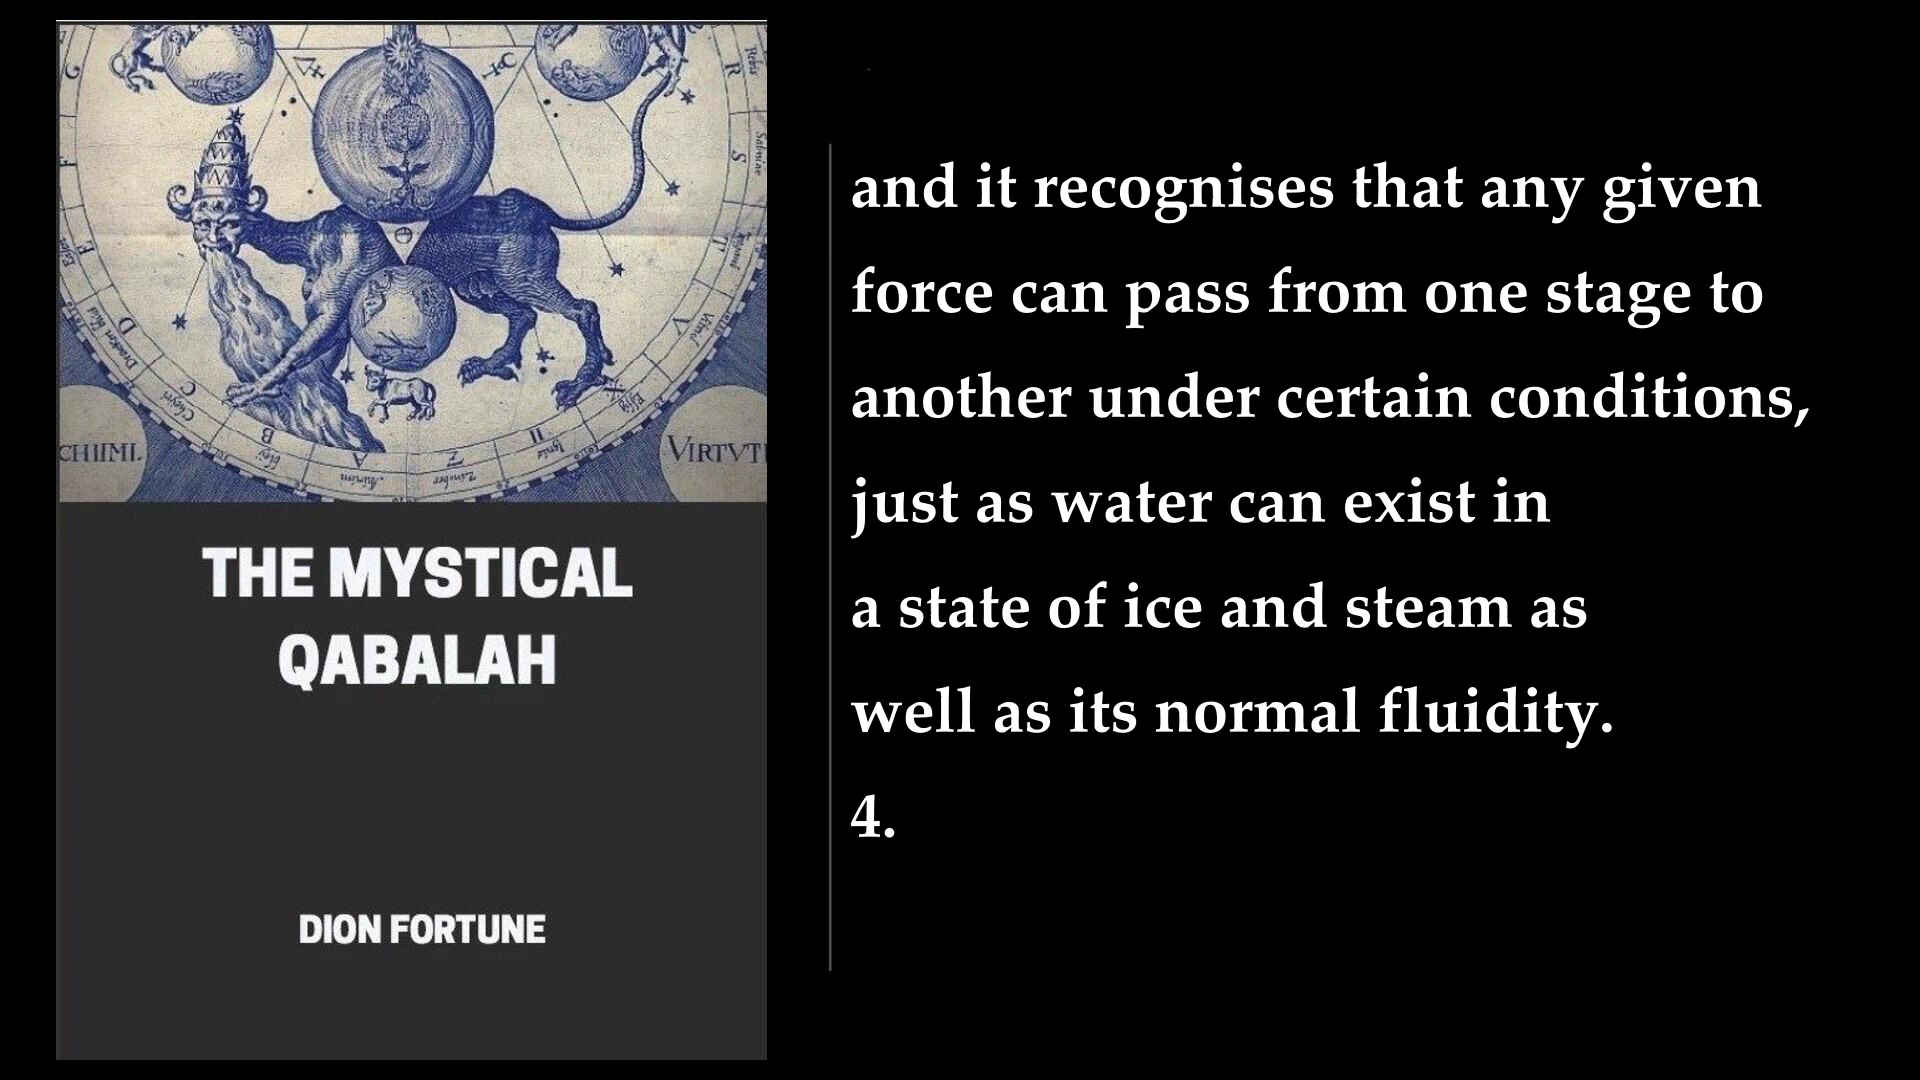 THE MYSTICAL
QABALAH
DION FORTUNE
CHIIMI.
VIRTVT
and it recognises that any given
force can pass from one stage to
another under certain conditions,
just as water can exist in
a state of ice and steam as
well as its normal fluidity.
4.